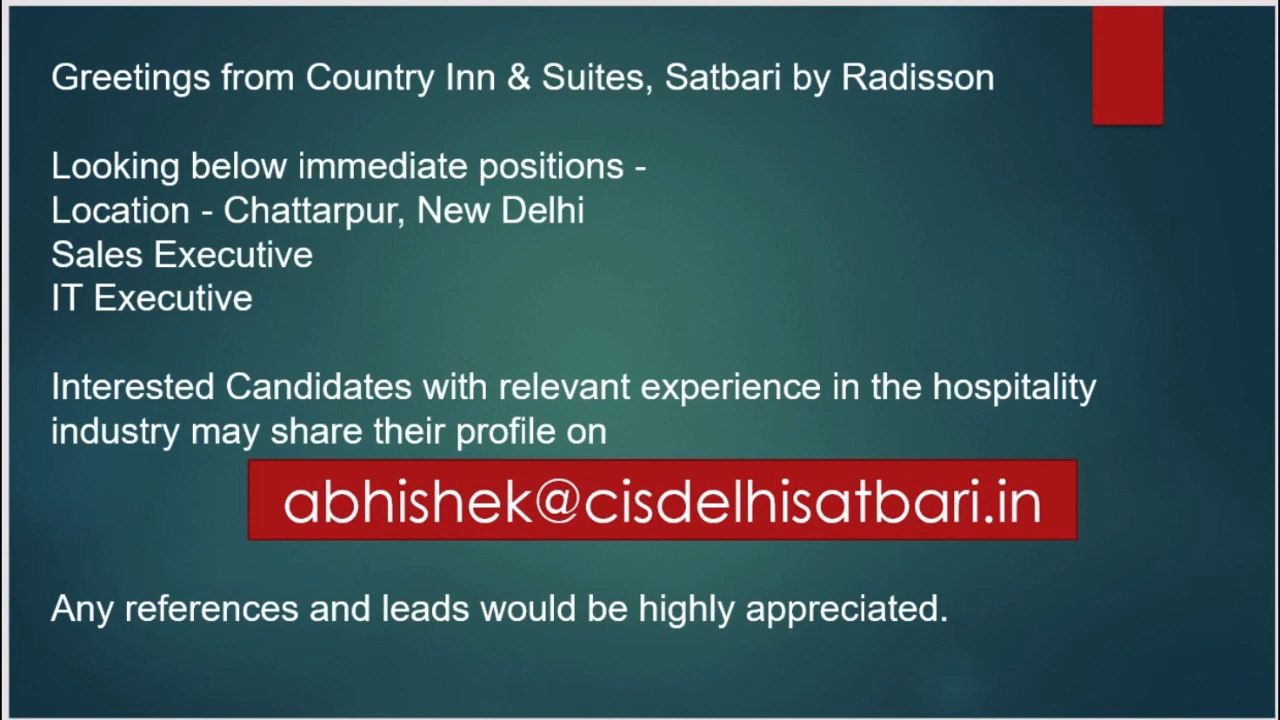 Greetings from Country Inn & Suites, Satbari by Radisson
Looking below immediate positions -
Location - Chattarpur, New Delhi
Sales Executive
IT Executive
Interested Candidates with relevant experience in the hospitality
industry may share their profile on
abhishek@cisdelhisatbari.in
Any references and leads would be highly appreciated.